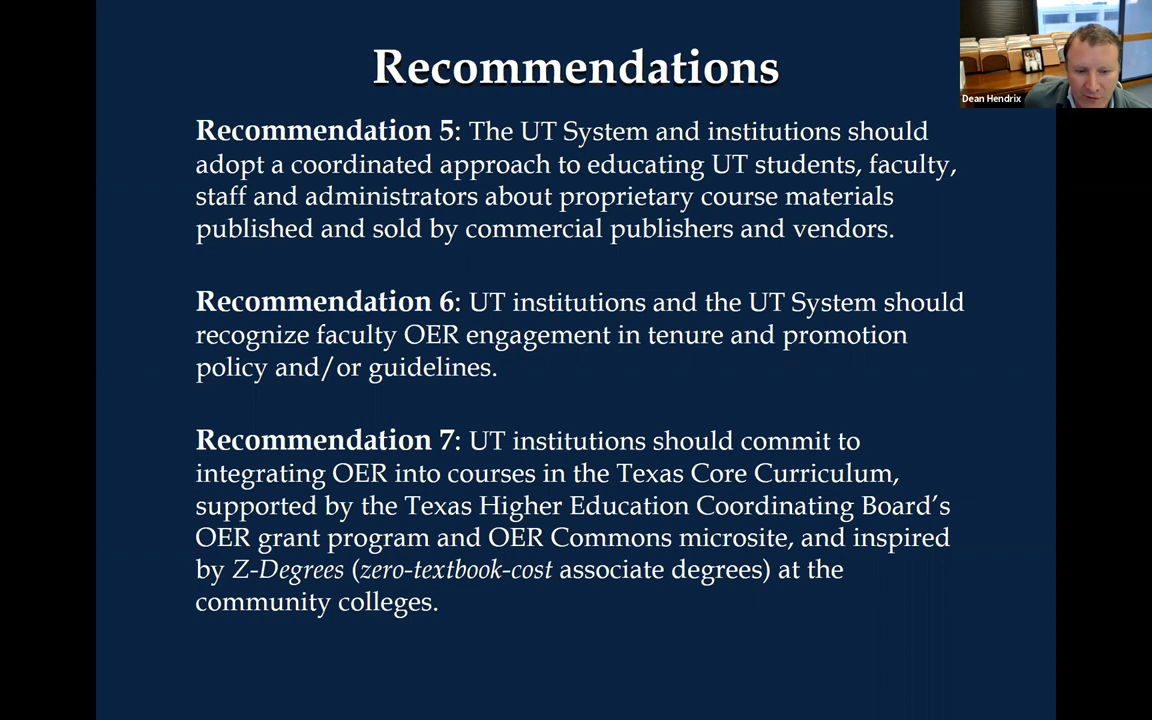 Recommendations
Dean Hendrix
Recommendation 5: The UT System and institutions should
adopt a coordinated approach to educating UT students, faculty,
staff and administrators about proprietary course materials
published and sold by commercial publishers and vendors.
Recommendation 6: UT institutions and the UT System should
recognize faculty OER engagement in tenure and promotion
policy and/or guidelines.
Recommendation 7: UT institutions should commit to
integrating OER into courses in the Texas Core Curriculum,
supported by the Texas Higher Education Coordinating Board’s
OER grant program and OER Commons microsite, and inspired
by Z-Degrees (zero-textbook-cost associate degrees) at the
community colleges.